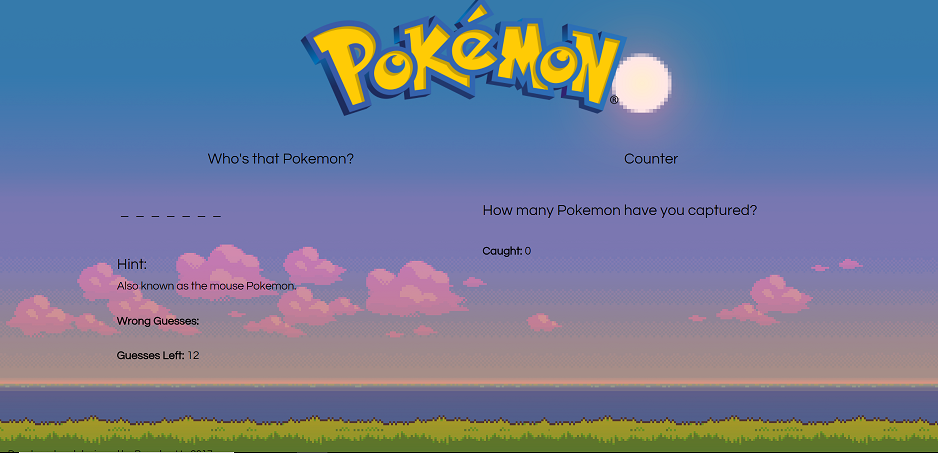 POKéMON ®
Who's that Pokemon?
_ _ _ _ _ _ _
Hint:
Also known as the mouse Pokemon.
Wrong Guesses:
Guesses Left: 12
Counter
How many Pokemon have you captured?
Caught: 0